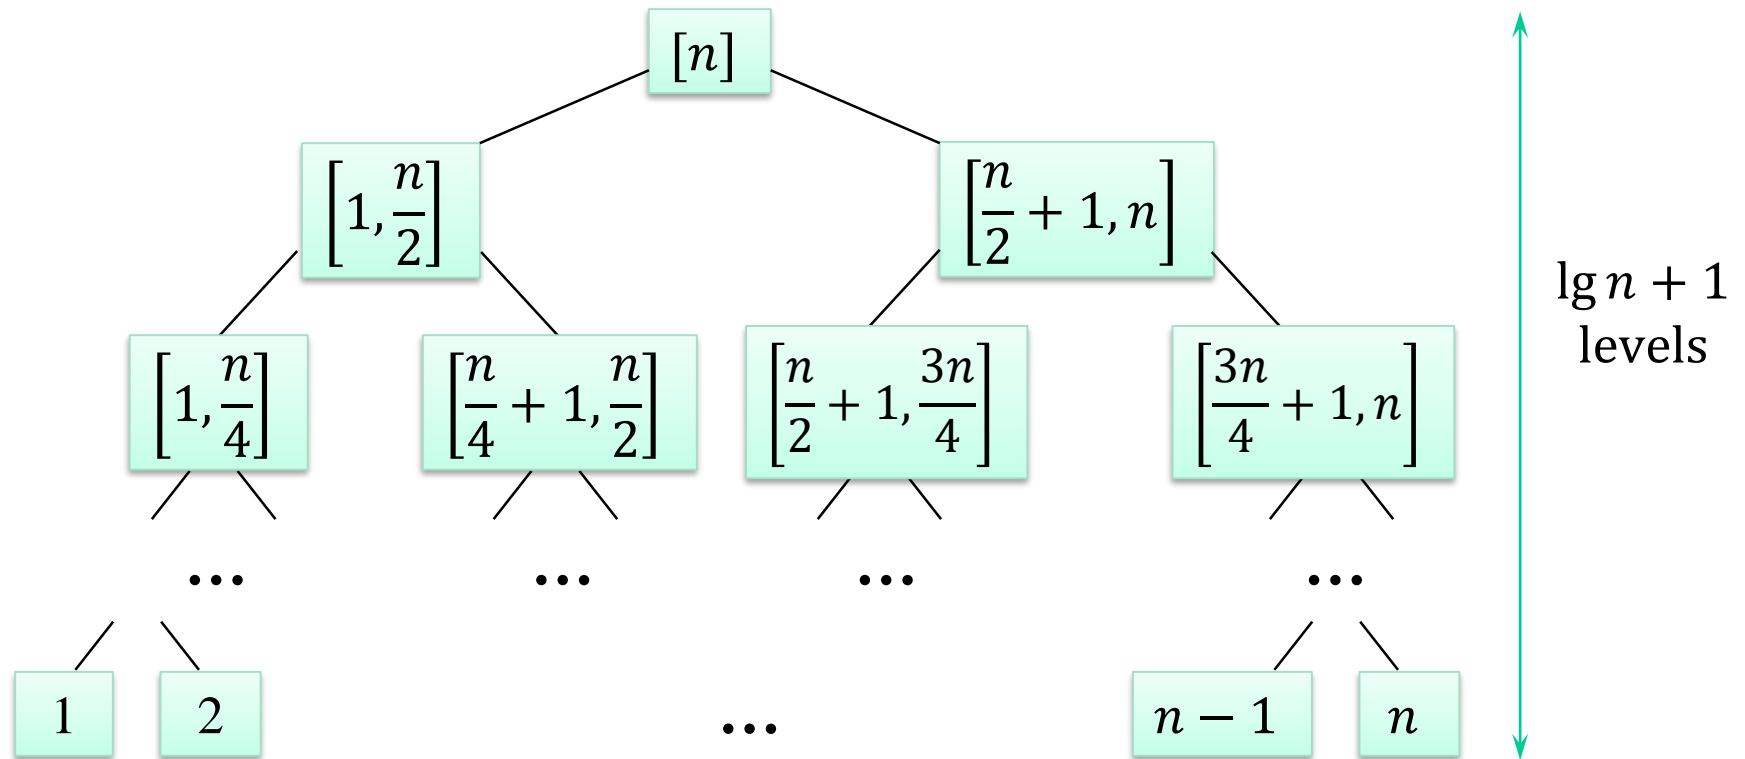 [n]
[1, n/2]
[n/2 + 1, n]
lg n + 1
levels
[1, n/4]
[n/4 + 1, n/2]
[n/2 + 1, 3n/4]
[3n/4 + 1, n]
... ... ... ...
1
2
...
n − 1
n